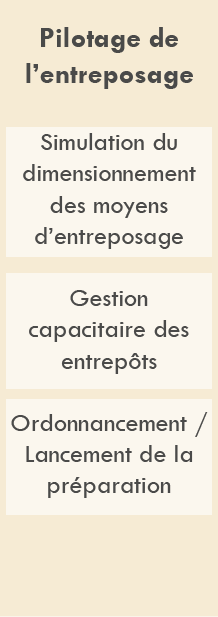 Pilotage de
l’entreposage
Simulation du
dimensionnement
des moyens
d’entreposage
Gestion
capacitaire des
entrepôts
Ordonnancement /
Lancement de la
préparation